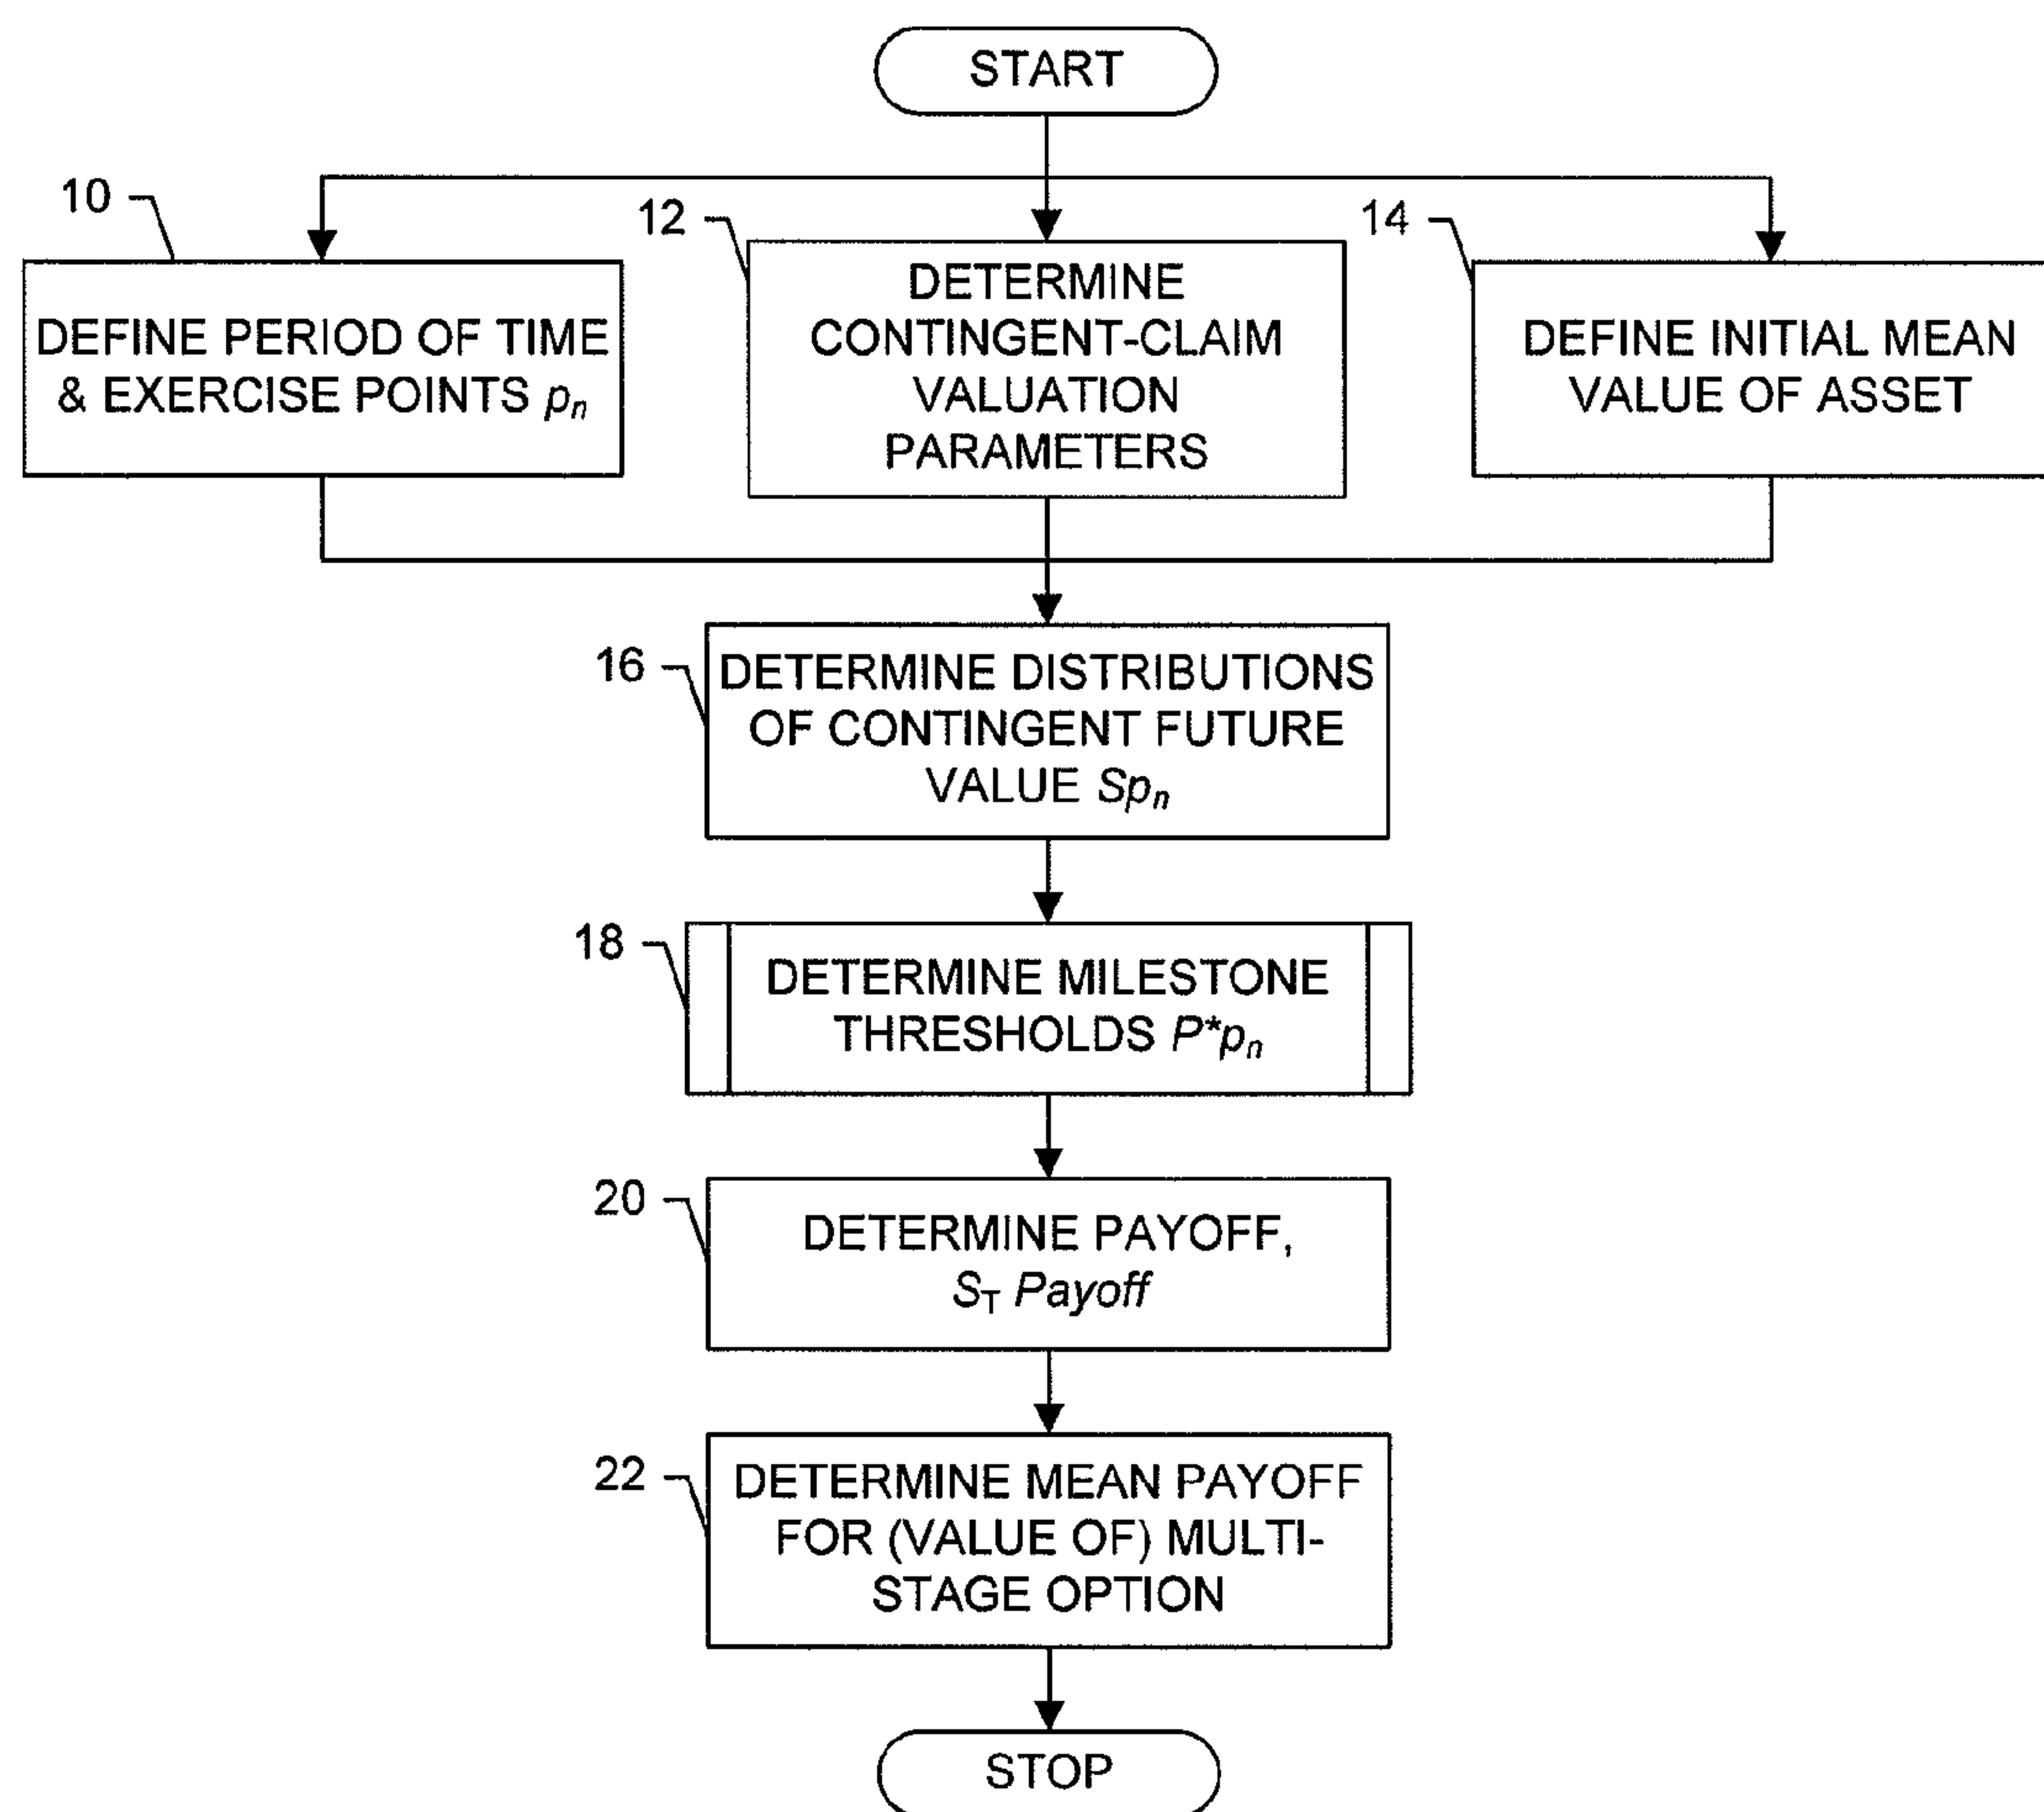 START
10
DEFINE PERIOD OF TIME
& EXERCISE POINTS pn
12
DETERMINE
CONTINGENT-CLAIM
VALUATION
PARAMETERS
14
DEFINE INITIAL MEAN
VALUE OF ASSET
16
DETERMINE DISTRIBUTIONS
OF CONTINGENT FUTURE
VALUE Spn
18
DETERMINE MILESTONE
THRESHOLDS P*pn
20
DETERMINE PAYOFF,
ST Payoff
22
DETERMINE MEAN PAYOFF
FOR (VALUE OF) MULTI-
STAGE OPTION
STOP